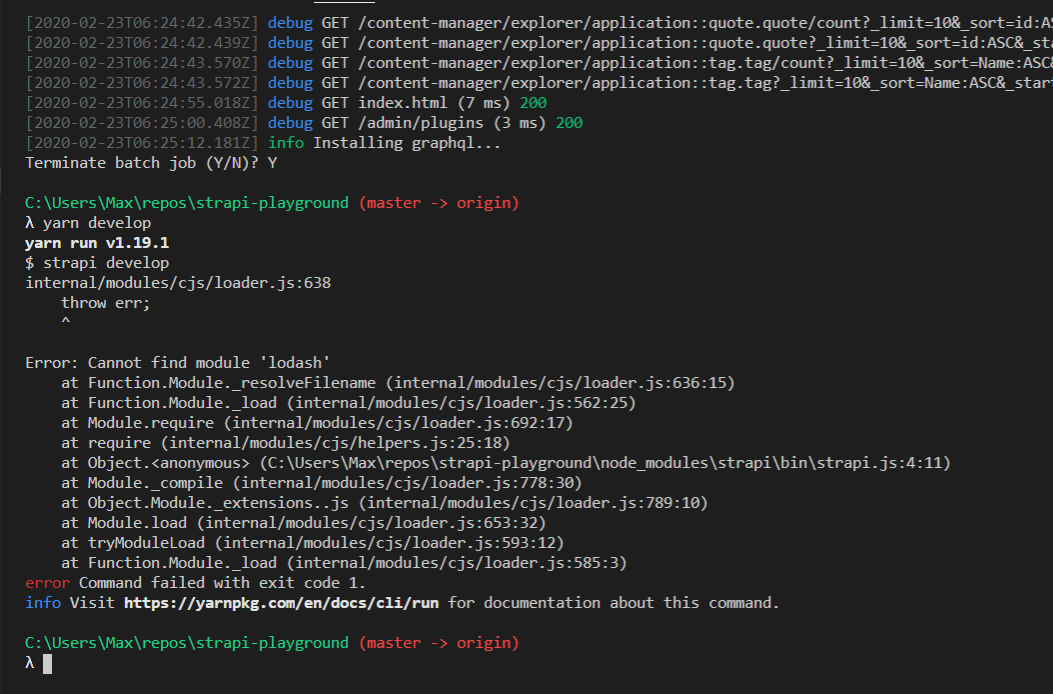 [2020-02-23T06:24:42.435Z] debug GET /content-manager/explorer/application::quote.quote/count?_limit=10&_sort=id:AS
[2020-02-23T06:24:42.439Z] debug GET /content-manager/explorer/application::quote.quote?_limit=10&_sort=id:ASC&_sta
[2020-02-23T06:24:43.570Z] debug GET /content-manager/explorer/application::tag.tag/count?_limit=10&_sort=Name:ASC&
[2020-02-23T06:24:43.572Z] debug GET /content-manager/explorer/application::tag.tag?_limit=10&_sort=Name:ASC&_start
[2020-02-23T06:24:55.018Z] debug GET index.html (7 ms) 200
[2020-02-23T06:25:00.408Z] debug GET /admin/plugins (3 ms) 200
[2020-02-23T06:25:12.181Z] info Installing graphql...
Terminate batch job (Y/N)? Y
C:\Users\Max\repos\strapi-playground (master -> origin)
λ yarn develop
yarn run v1.19.1
$ strapi develop
internal/modules/cjs/loader.js:638
    throw err;
    ^
Error: Cannot find module 'lodash'
    at Function.Module._resolveFilename (internal/modules/cjs/loader.js:636:15)
    at Function.Module._load (internal/modules/cjs/loader.js:562:25)
    at Module.require (internal/modules/cjs/loader.js:692:17)
    at require (internal/modules/cjs/helpers.js:25:18)
    at Object.<anonymous> (C:\Users\Max\repos\strapi-playground\node_modules\strapi\bin\strapi.js:4:11)
    at Module._compile (internal/modules/cjs/loader.js:778:30)
    at Object.Module._extensions..js (internal/modules/cjs/loader.js:789:10)
    at Module.load (internal/modules/cjs/loader.js:653:32)
    at tryModuleLoad (internal/modules/cjs/loader.js:593:12)
    at Function.Module._load (internal/modules/cjs/loader.js:585:3)
error Command failed with exit code 1.
info Visit https://yarnpkg.com/en/docs/cli/run for documentation about this command.
C:\Users\Max\repos\strapi-playground (master -> origin)
λ